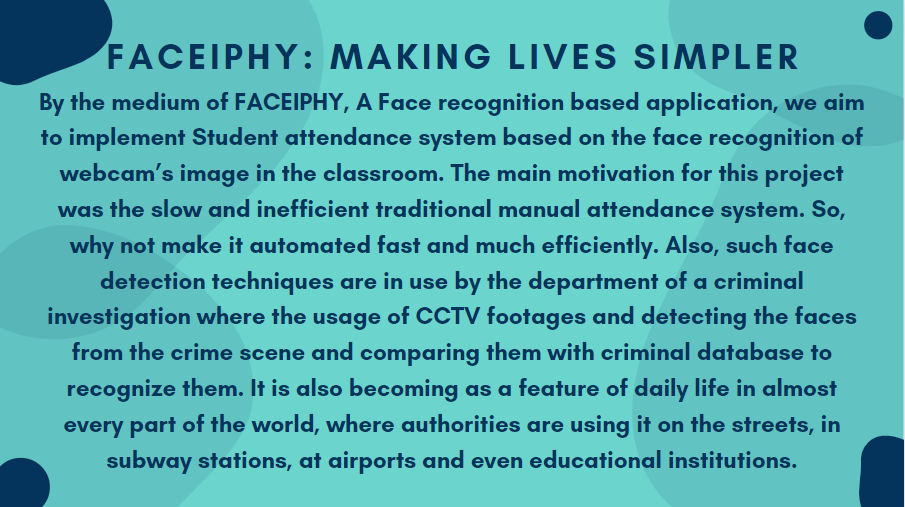 FACEIPHY: MAKING LIVES SIMPLER
By the medium of FACEIPHY, A Face recognition based application, we aim
to implement Student attendance system based on the face recognition of
webcam’s image in the classroom. The main motivation for this project
was the slow and inefficient traditional manual attendance system. So,
why not make it automated fast and much efficiently. Also, such face
detection techniques are in use by the department of a criminal
investigation where the usage of CCTV footages and detecting the faces
from the crime scene and comparing them with criminal database to
recognize them. It is also becoming as a feature of daily life in almost
every part of the world, where authorities are using it on the streets, in
subway stations, at airports and even educational institutions.